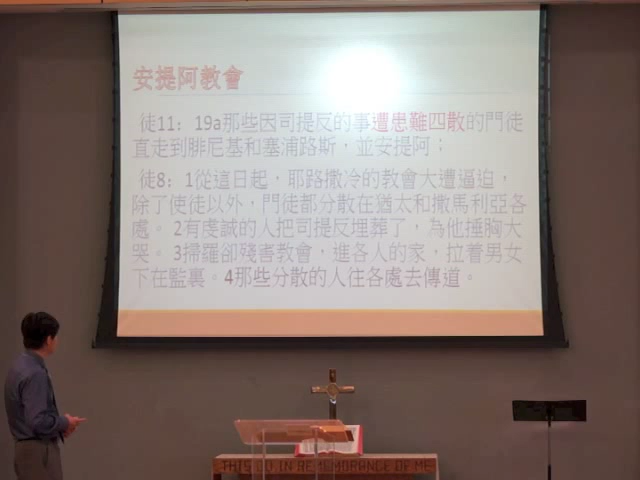 安提阿教會
徒11：19a那些因司提反的事遭患難四散的門徒
直走到腓尼基和塞浦路斯，並安提阿；
徒8：1從這日起，耶路撒冷的教會大遭逼迫，
除了使徒以外，門徒都分散在猶太和撒馬利亞各
處。2有虔誠的人把司提反埋葬了，為他捶胸大
哭。3掃羅卻殘害教會，進各人的家，拉着男女
下在監裏。4那些分散的人往各處去傳道。
THIS DO IN REMEMBRANCE OF ME